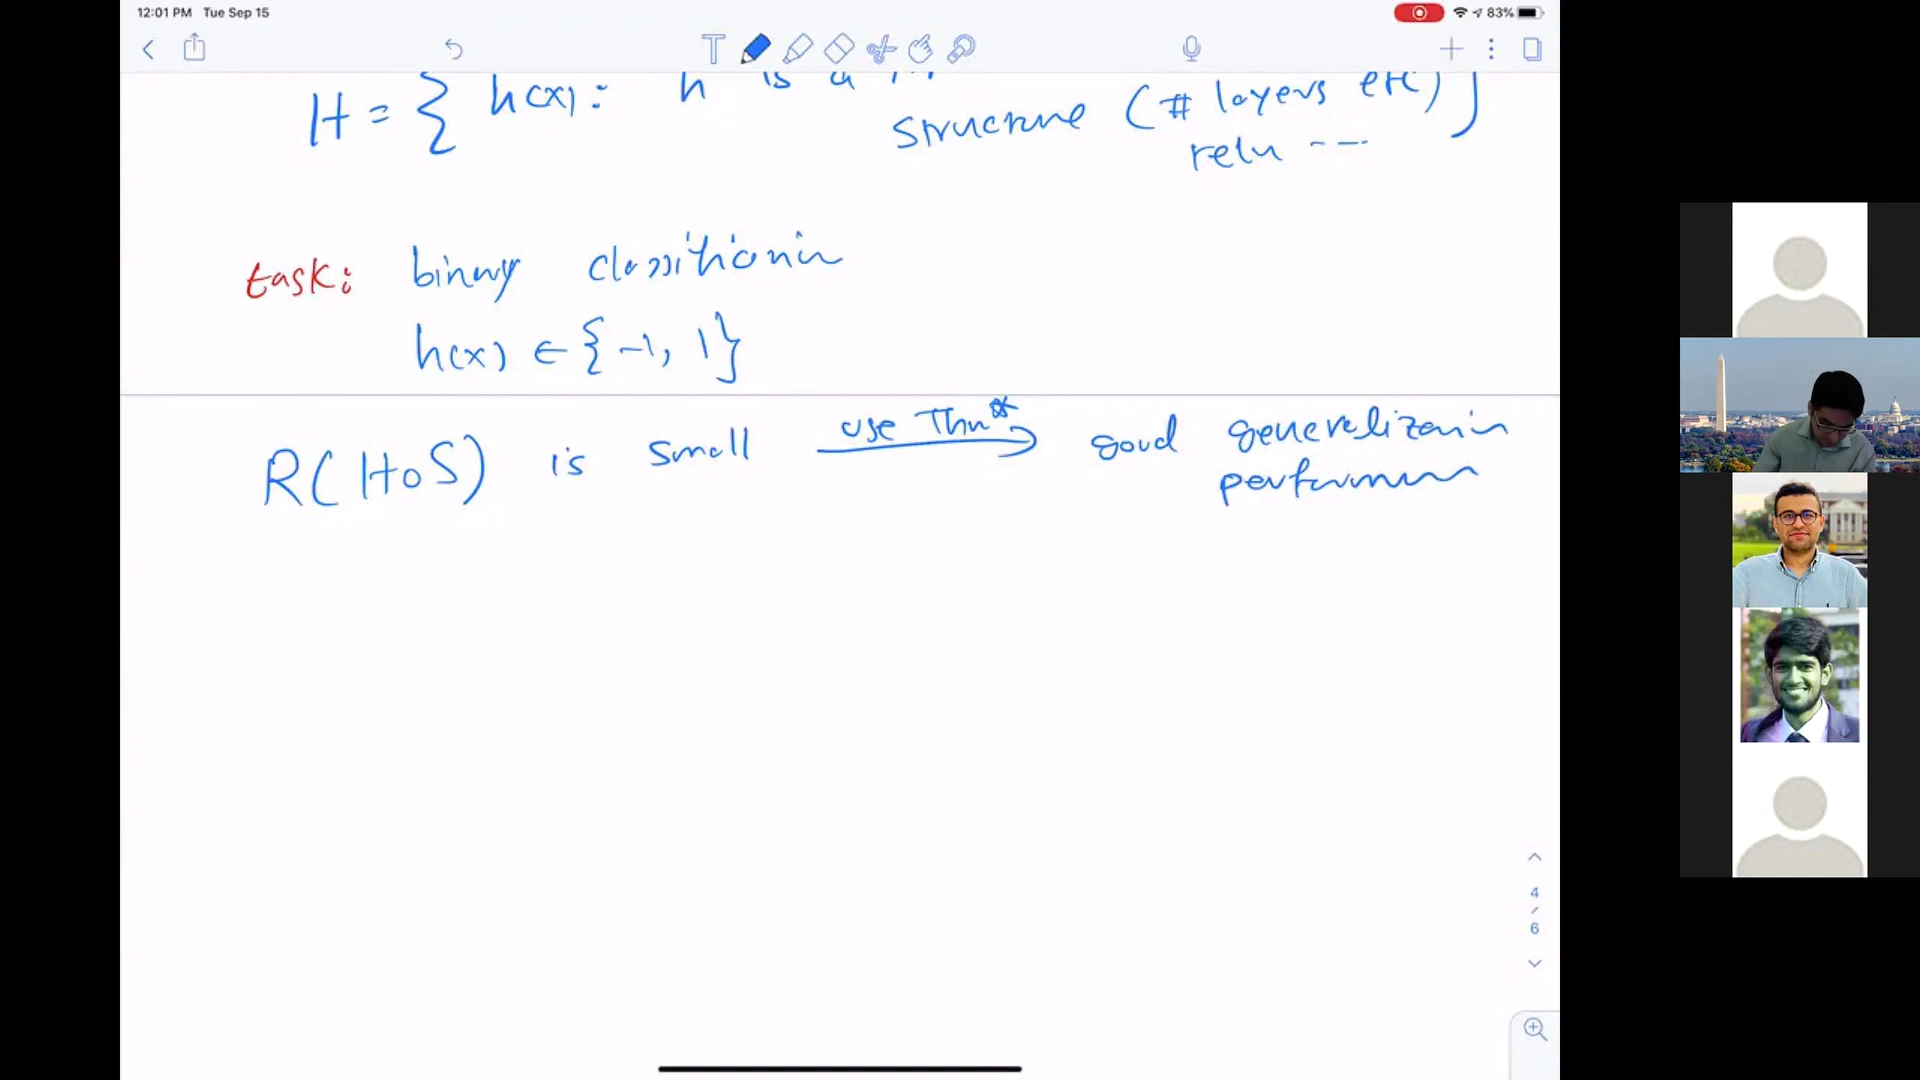 12:01 PM Tue Sep 15
83%
H = { h(x): h is a
structure (# layers etc) }
relu ----
task: binary classification
h(x) ∈ {-1, 1}
R(H∘S) is small use Thm* → good generalization
performance
4
/
6